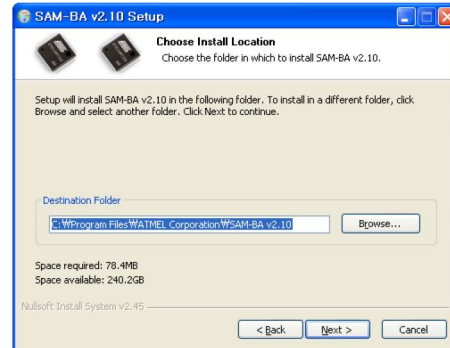 SAM-BA v2.10 Setup
Choose Install Location
Choose the folder in which to install SAM-BA v2.10.
Setup will install SAM-BA v2.10 in the following folder. To install in a different folder, click
Browse and select another folder. Click Next to continue.
Destination Folder
C:₩Program Files₩ATMEL Corporation₩SAM-BA v2.10
Browse...
Space required: 78.4MB
Space available: 240.2GB
Nullsoft Install System v2.45
< Back
Next >
Cancel